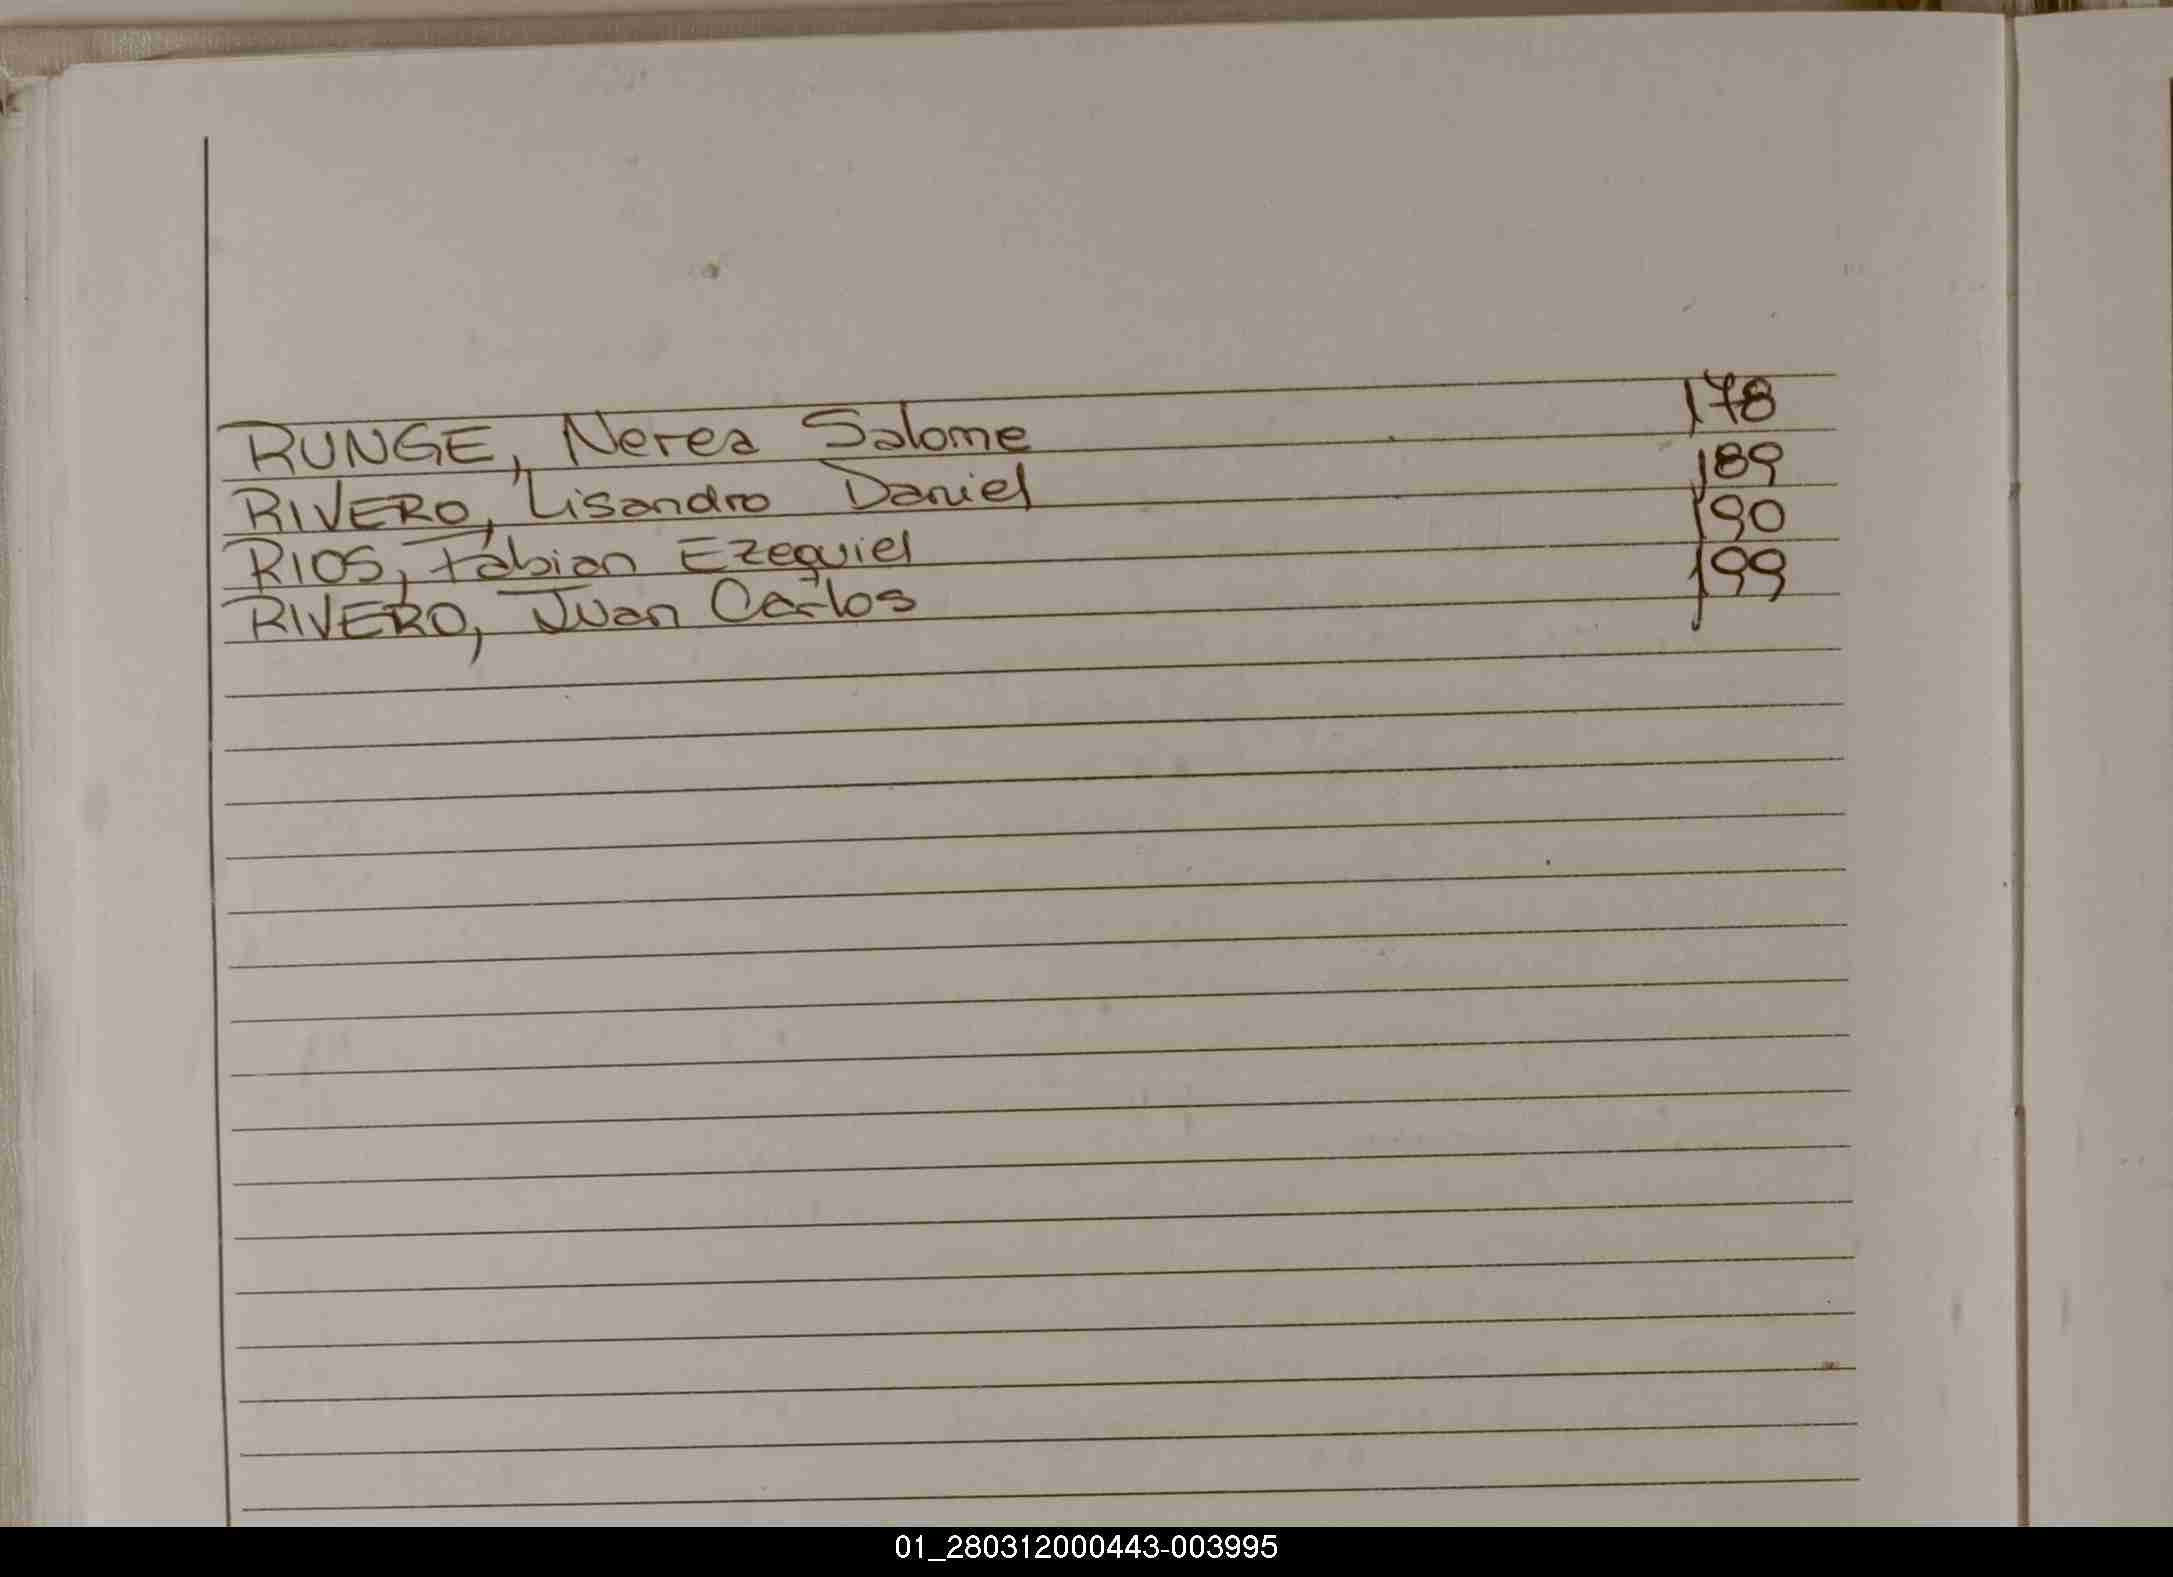 RUNGE, Nerea Salome 178
RIVERO, Lisandro Daniel 189
RIOS, Fabian Ezequiel 190
RIVERO, Juan Carlos 199
01_280312000443-003995